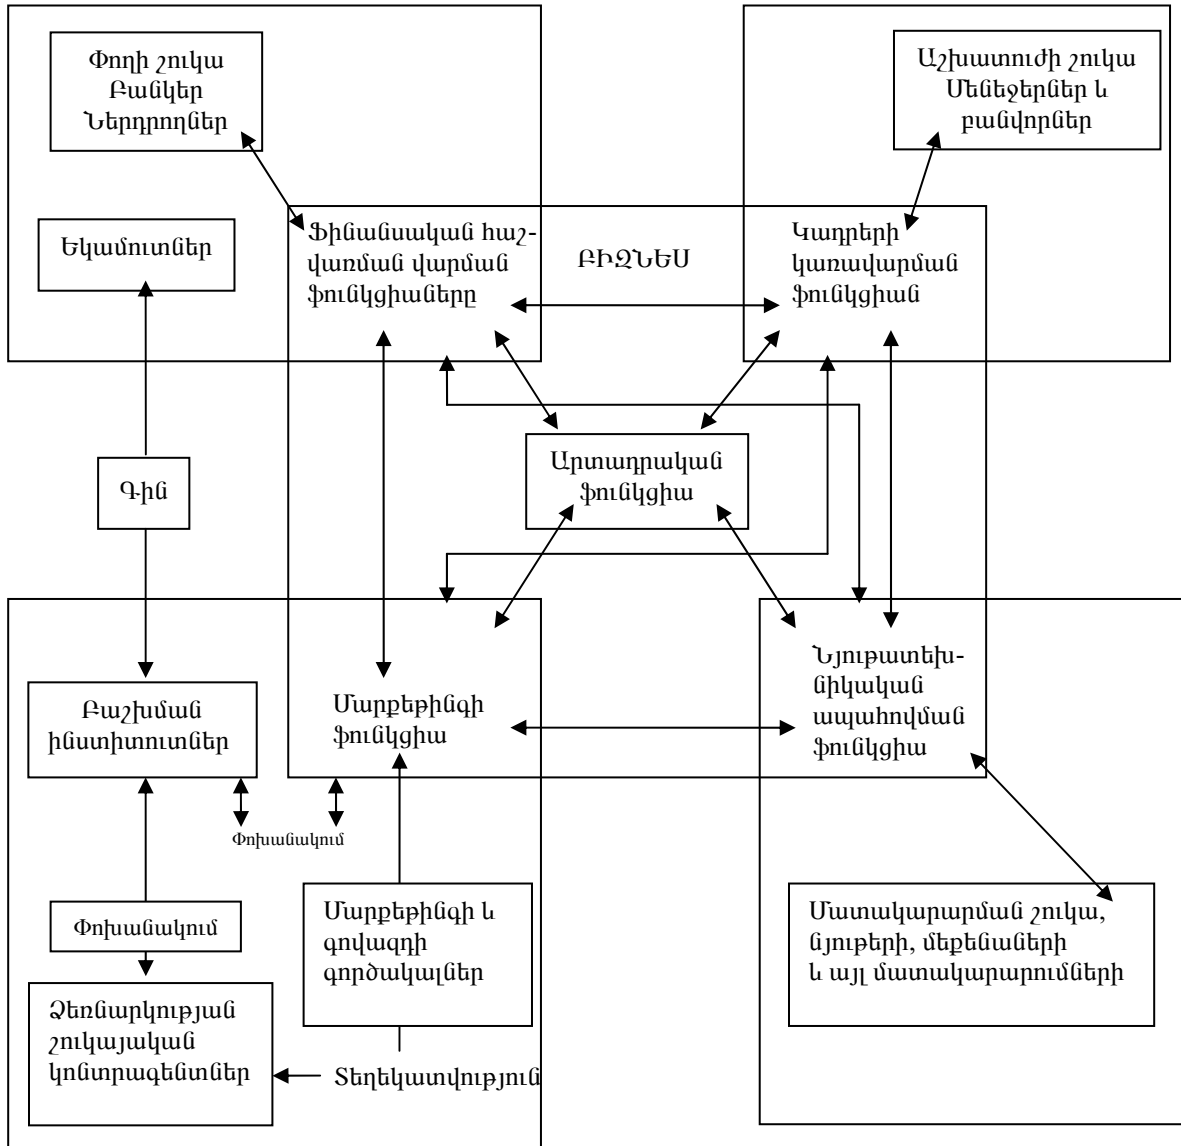 Փողի շուկա
Բանկեր
Ներդրողներ
Աշխատուժի շուկա
Մենեջերներ և
բանվորներ
Եկամուտներ
Ֆինանսական հաշ-
վառման վարման
ֆունկցիաները
ԲԻԶՆԵՍ
Կադրերի
կառավարման
ֆունկցիան
Գին
Արտադրական
ֆունկցիա
Բաշխման
ինստիտուտներ
Մարքեթինգի
ֆունկցիա
Նյութատեխ-
նիկական
ապահովման
ֆունկցիա
Փոխանակում
Փոխանակում
Մարքեթինգի և
գովազդի
գործակալներ
Մատակարարման շուկա,
նյութերի, մեքենաների
և այլ մատակարարումների
Ձեռնարկության
շուկայական
կոնտրագենտներ
Տեղեկատվություն